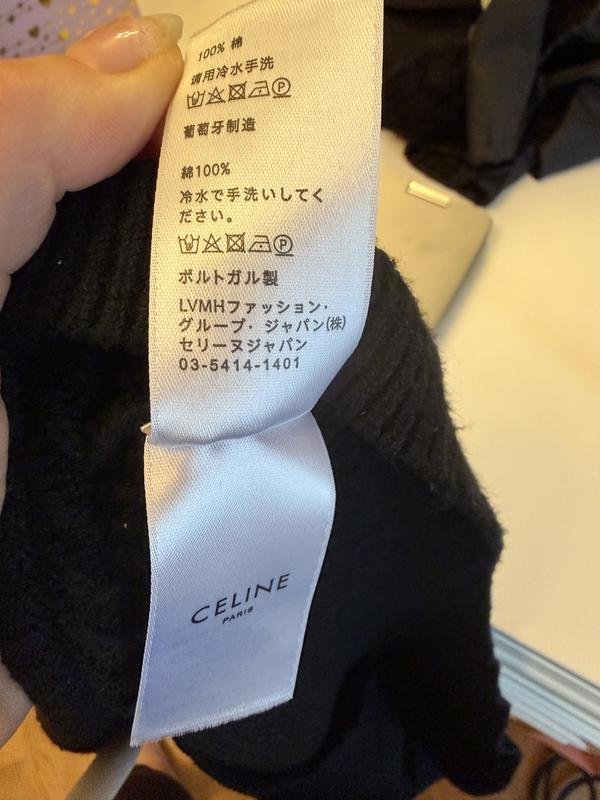 100% 棉
適用冷水手洗
P
葡萄牙制造
綿100%
冷水で手洗いしてく
ださい。
P
ポルトガル製
LVMHファッション・
グループ・ジャパン(株)
セリーヌジャパン
03-5414-1401
CELINE
PARIS